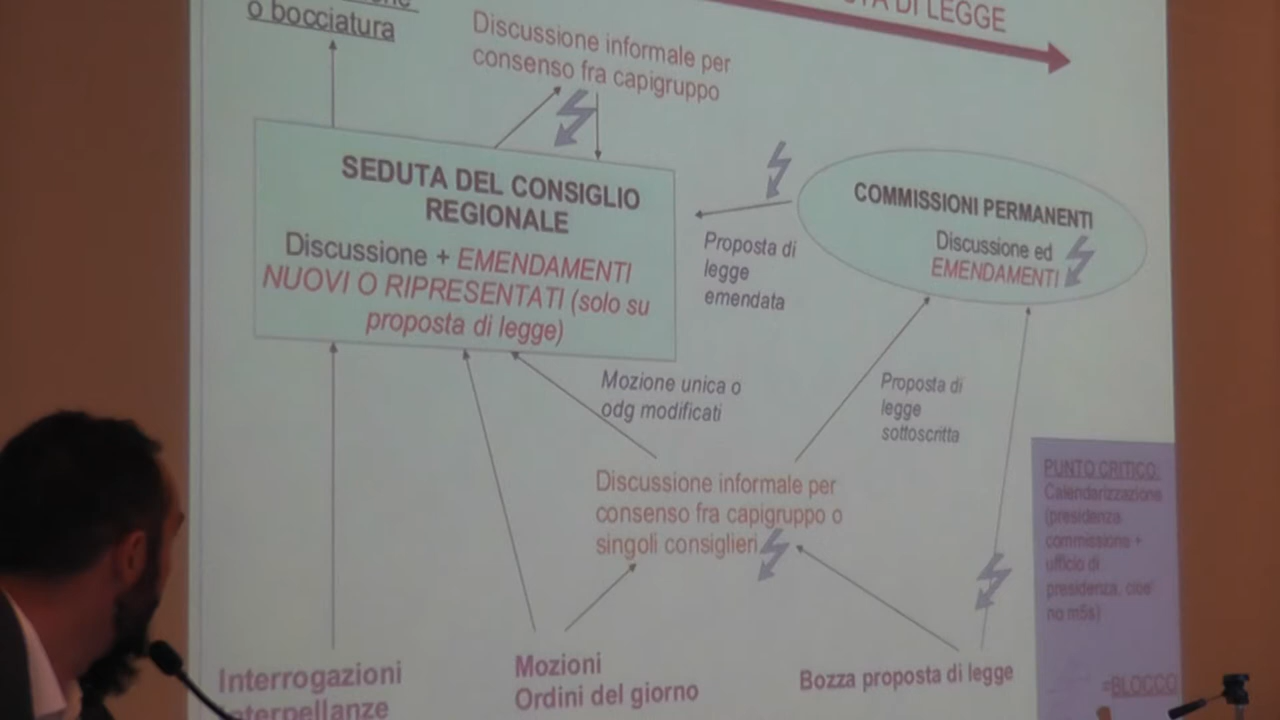 o bocciatura
DI LEGGE
Discussione informale per
consenso fra capigruppo
SEDUTA DEL CONSIGLIO
REGIONALE
Discussione + EMENDAMENTI
NUOVI O RIPRESENTATI (solo su
proposta di legge)
COMMISSIONI PERMANENTI
Discussione ed
EMENDAMENTI
Proposta di
legge
emendata
Mozione unica o
odg modificati
Proposta di
legge
sottoscritta
Discussione informale per
consenso fra capigruppo o
singoli consiglieri
PUNTO CRITICO:
Calendarizzazione
(presidenza
commissione +
ufficio di
presidenza, cioe'
no m5s)
=BLOCCO
Interrogazioni
Interpellanze
Mozioni
Ordini del giorno
Bozza proposta di legge